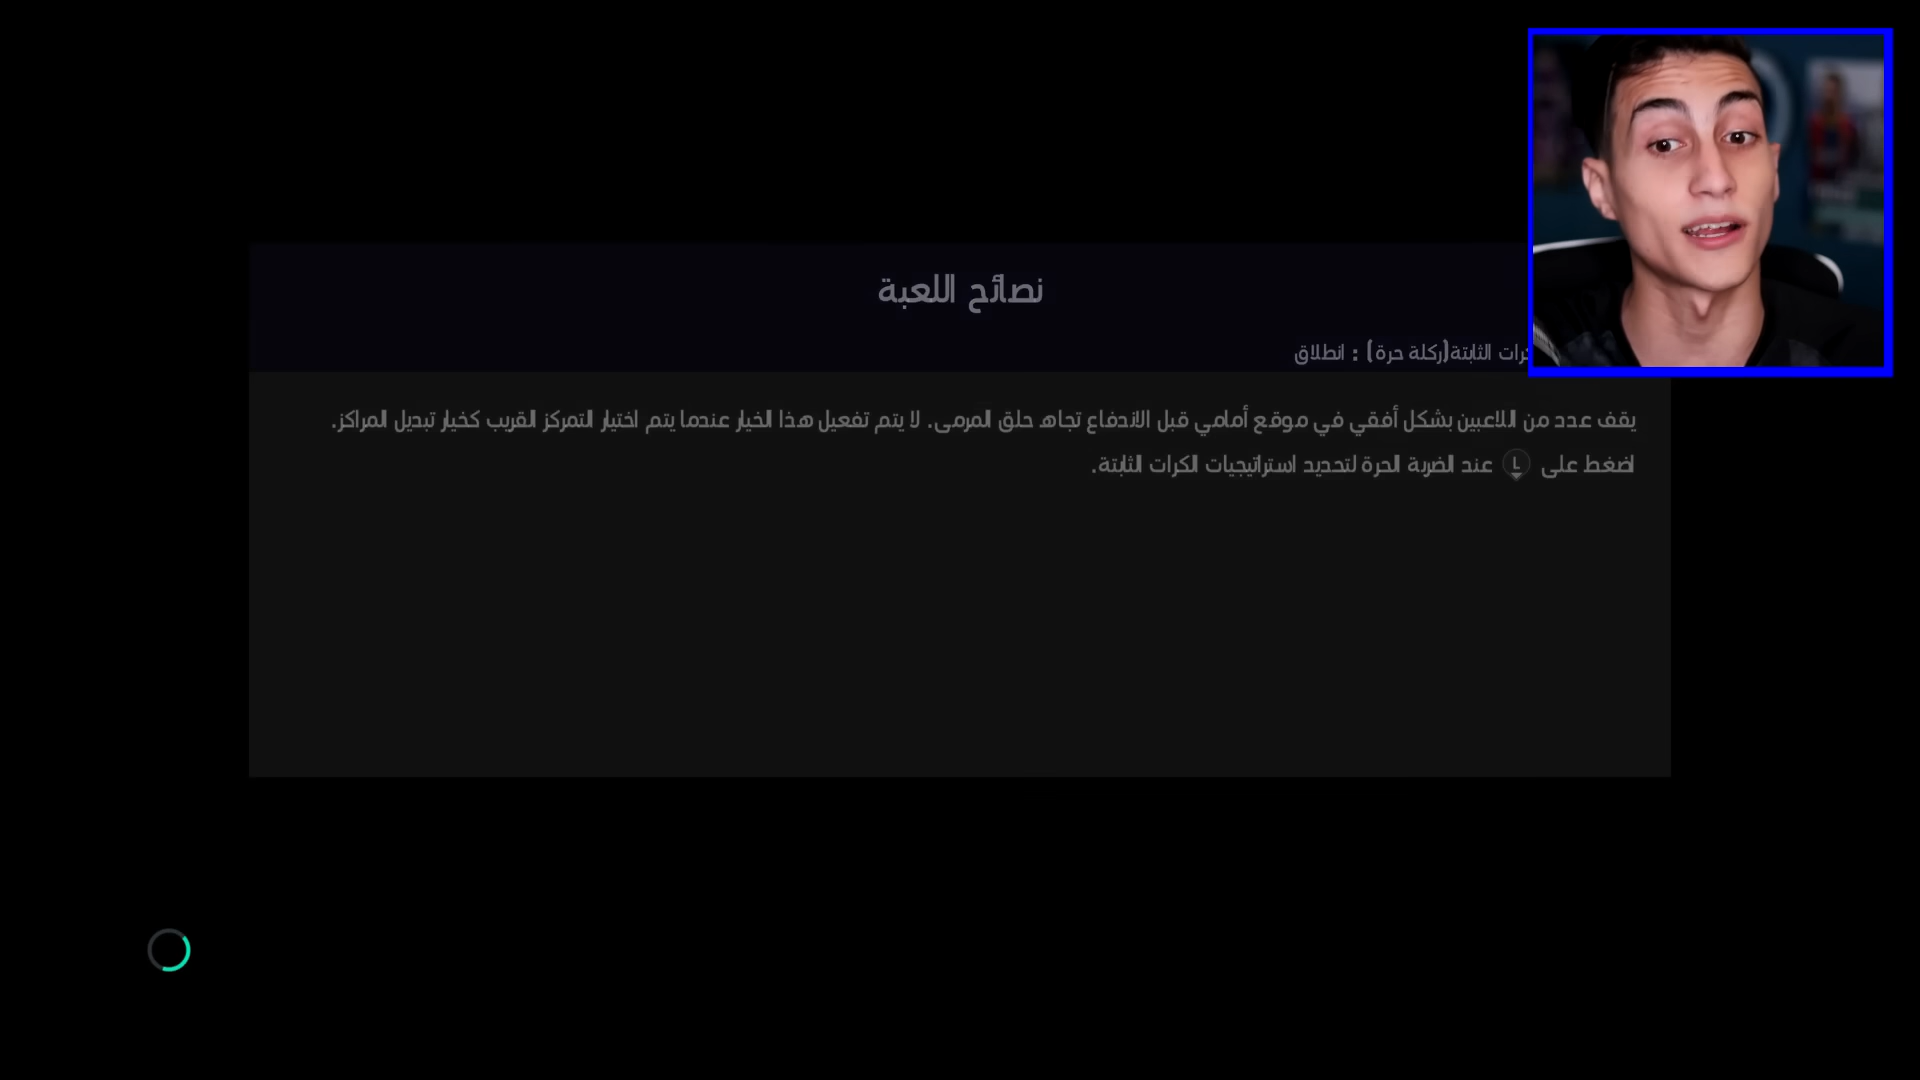 نصائح اللعبة
الثابتة(ركلة حرة) : انطلاق
يقف عدد من اللاعبين بشكل أفقي في موقع أمامي قبل الاندفاع تجاه حلق المرمى. لا يتم تفعيل هذا الخيار عندما يتم اختيار التمركز القريب كخيار تبديل المراكز.
اضغط على L عند الضربة الحرة لتحديد استراتيجيات الكرات الثابتة.